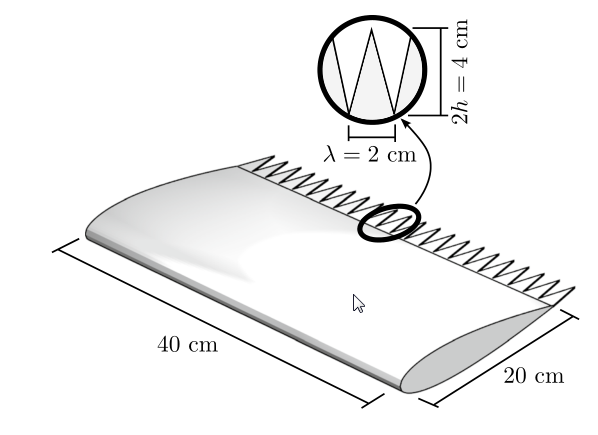 2h = 4 cm
λ = 2 cm
40 cm
20 cm